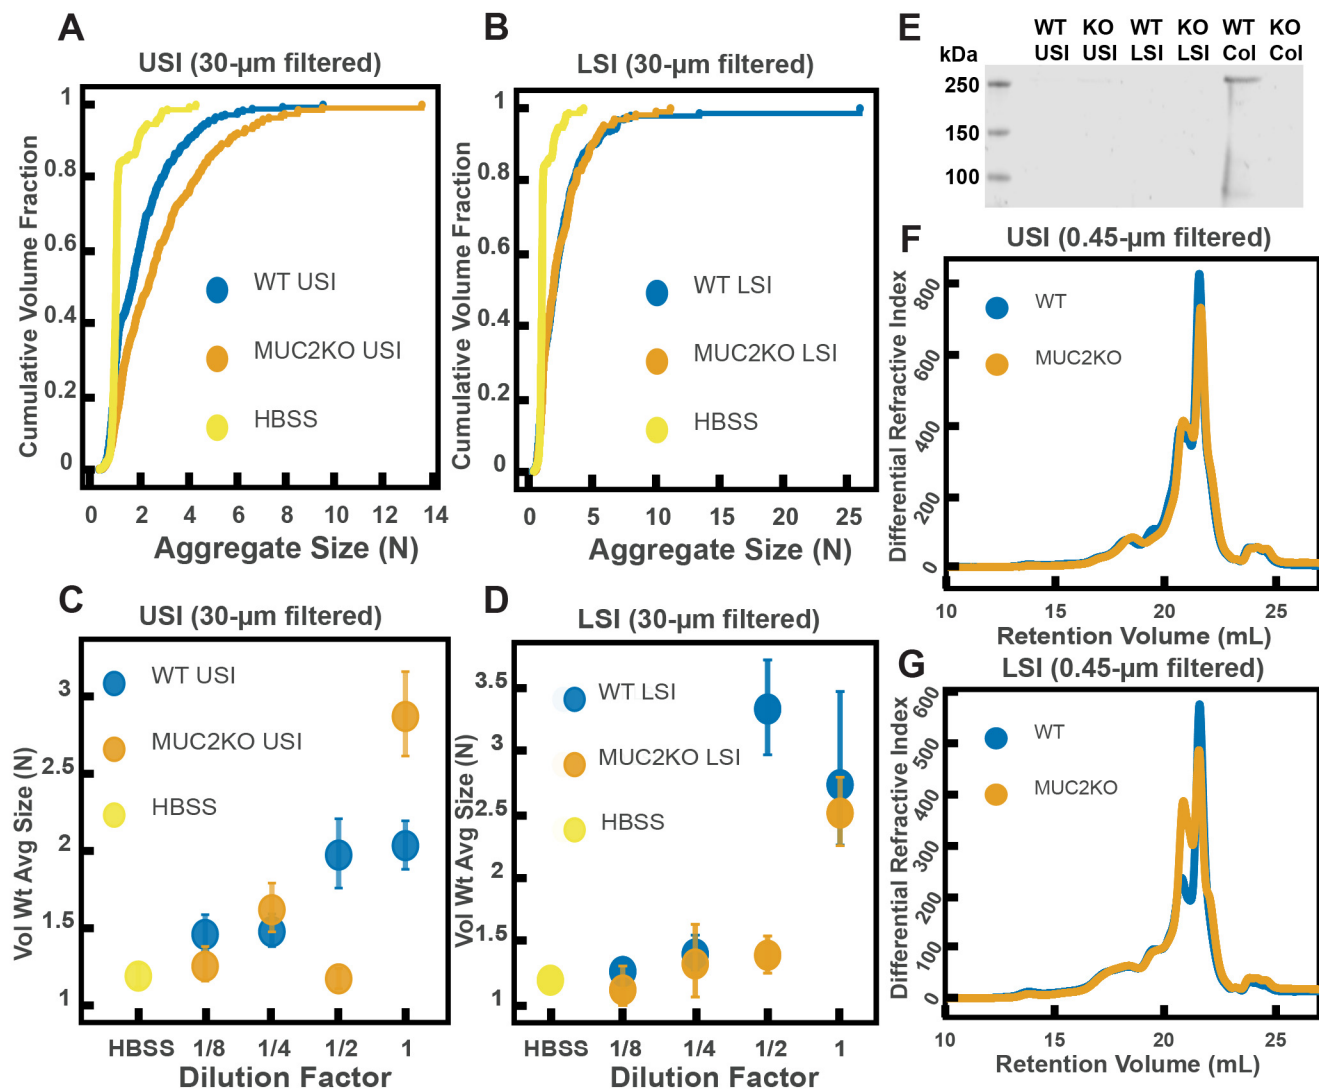 A
USI (30-µm filtered)
Cumulative Volume Fraction
1
0.8
0.6
0.4
0.2
0
WT USI
MUC2KO USI
HBSS
0 2 4 6 8 10 12 14
Aggregate Size (N)
B
LSI (30-µm filtered)
Cumulative Volume Fraction
1
0.8
0.6
0.4
0.2
0
WT LSI
MUC2KO LSI
HBSS
0 5 10 15 20 25
Aggregate Size (N)
C
USI (30-µm filtered)
Vol Wt Avg Size (N)
3
2.5
2
1.5
1
WT USI
MUC2KO USI
HBSS
HBSS 1/8 1/4 1/2 1
Dilution Factor
D
LSI (30-µm filtered)
Vol Wt Avg Size (N)
3.5
3
2.5
2
1.5
1
WT LSI
MUC2KO LSI
HBSS
HBSS 1/8 1/4 1/2 1
Dilution Factor
E
WT KO WT KO WT KO
kDa USI USI LSI LSI Col Col
250
150
100
F
USI (0.45-µm filtered)
Differential Refractive Index
800
600
400
200
0
WT
MUC2KO
10 15 20 25
Retention Volume (mL)
G
LSI (0.45-µm filtered)
Differential Refractive Index
600
500
400
300
200
100
0
WT
MUC2KO
10 15 20 25
Retention Volume (mL)